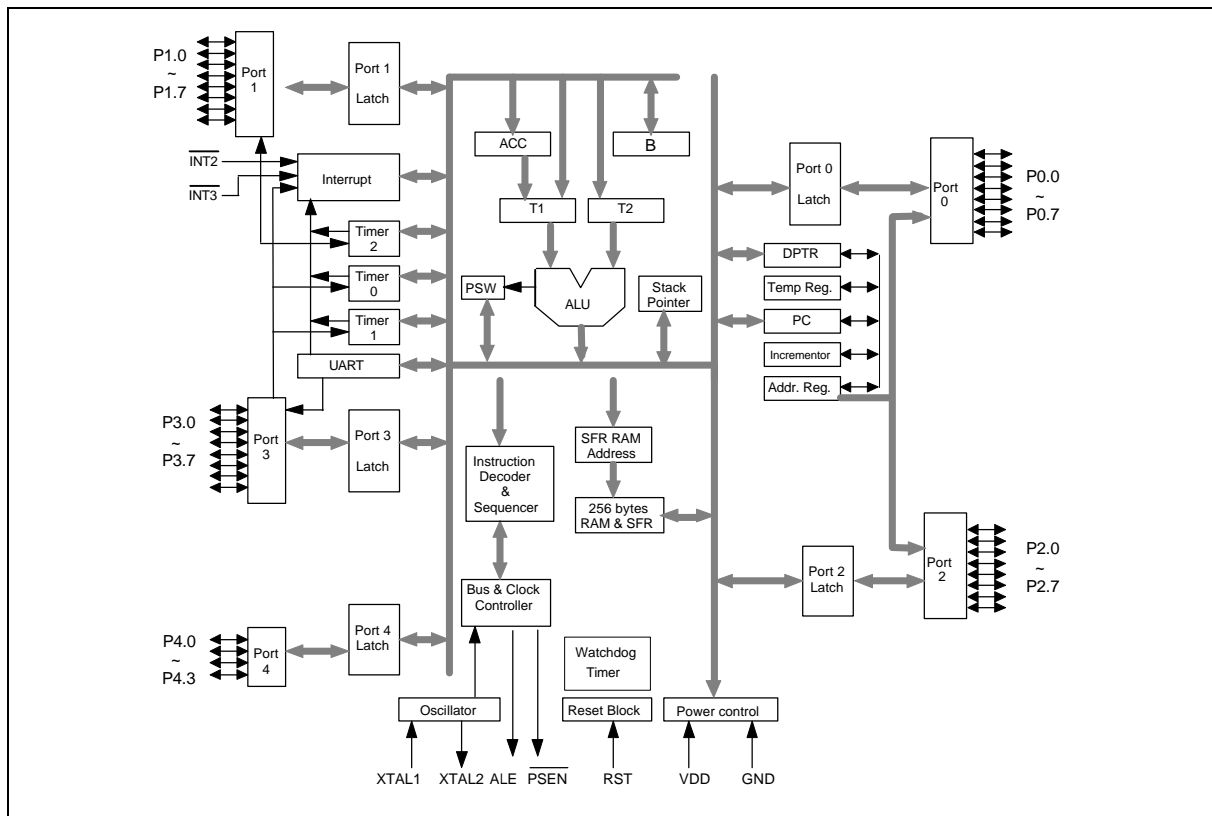 P1.0
~
P1.7
Port
1
Port 1
Latch
INT2
INT3
Interrupt
Timer
2
Timer
0
Timer
1
UART
P3.0
~
P3.7
Port
3
Port 3
Latch
P4.0
~
P4.3
Port
4
Port 4
Latch
ACC
B
T1
T2
PSW
ALU
Stack
Pointer
Instruction
Decoder
&
Sequencer
SFR RAM
Address
256 bytes
RAM & SFR
Bus & Clock
Controller
Watchdog
Timer
Oscillator
Reset Block
Power control
XTAL1
XTAL2
ALE
PSEN
RST
VDD
GND
Port 0
Latch
Port
0
P0.0
~
P0.7
DPTR
Temp Reg.
PC
Incrementor
Addr. Reg.
Port 2
Latch
Port
2
P2.0
~
P2.7